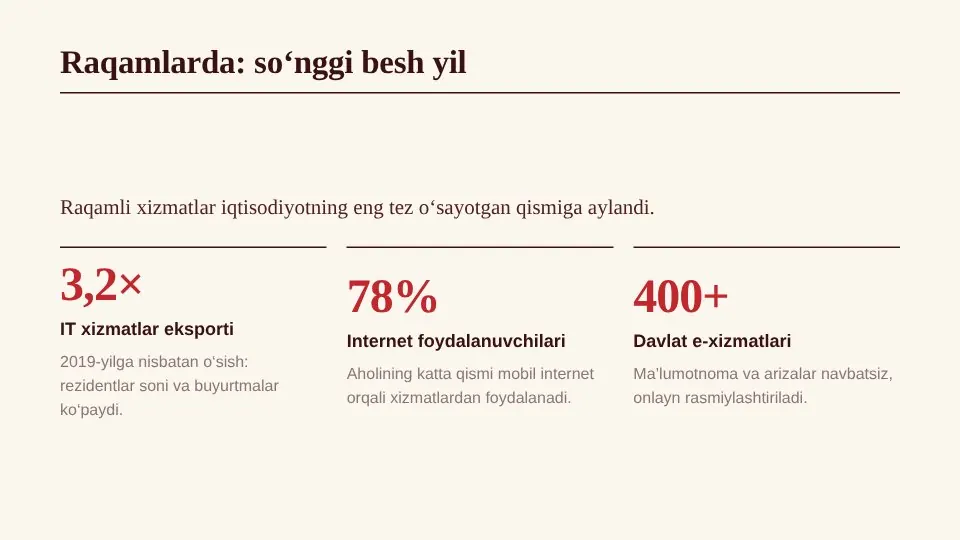 Raqamlarda: so‘nggi besh yil
Raqamli xizmatlar iqtisodiyotning eng tez o‘sayotgan qismiga aylandi.
3,2×
IT xizmatlar eksporti
2019-yilga nisbatan o‘sish:
rezidentlar soni va buyurtmalar
ko‘paydi.
78%
Internet foydalanuvchilari
Aholining katta qismi mobil internet
orqali xizmatlardan foydalanadi.
400+
Davlat e-xizmatlari
Ma’lumotnoma va arizalar navbatsiz,
onlayn rasmiylashtiriladi.